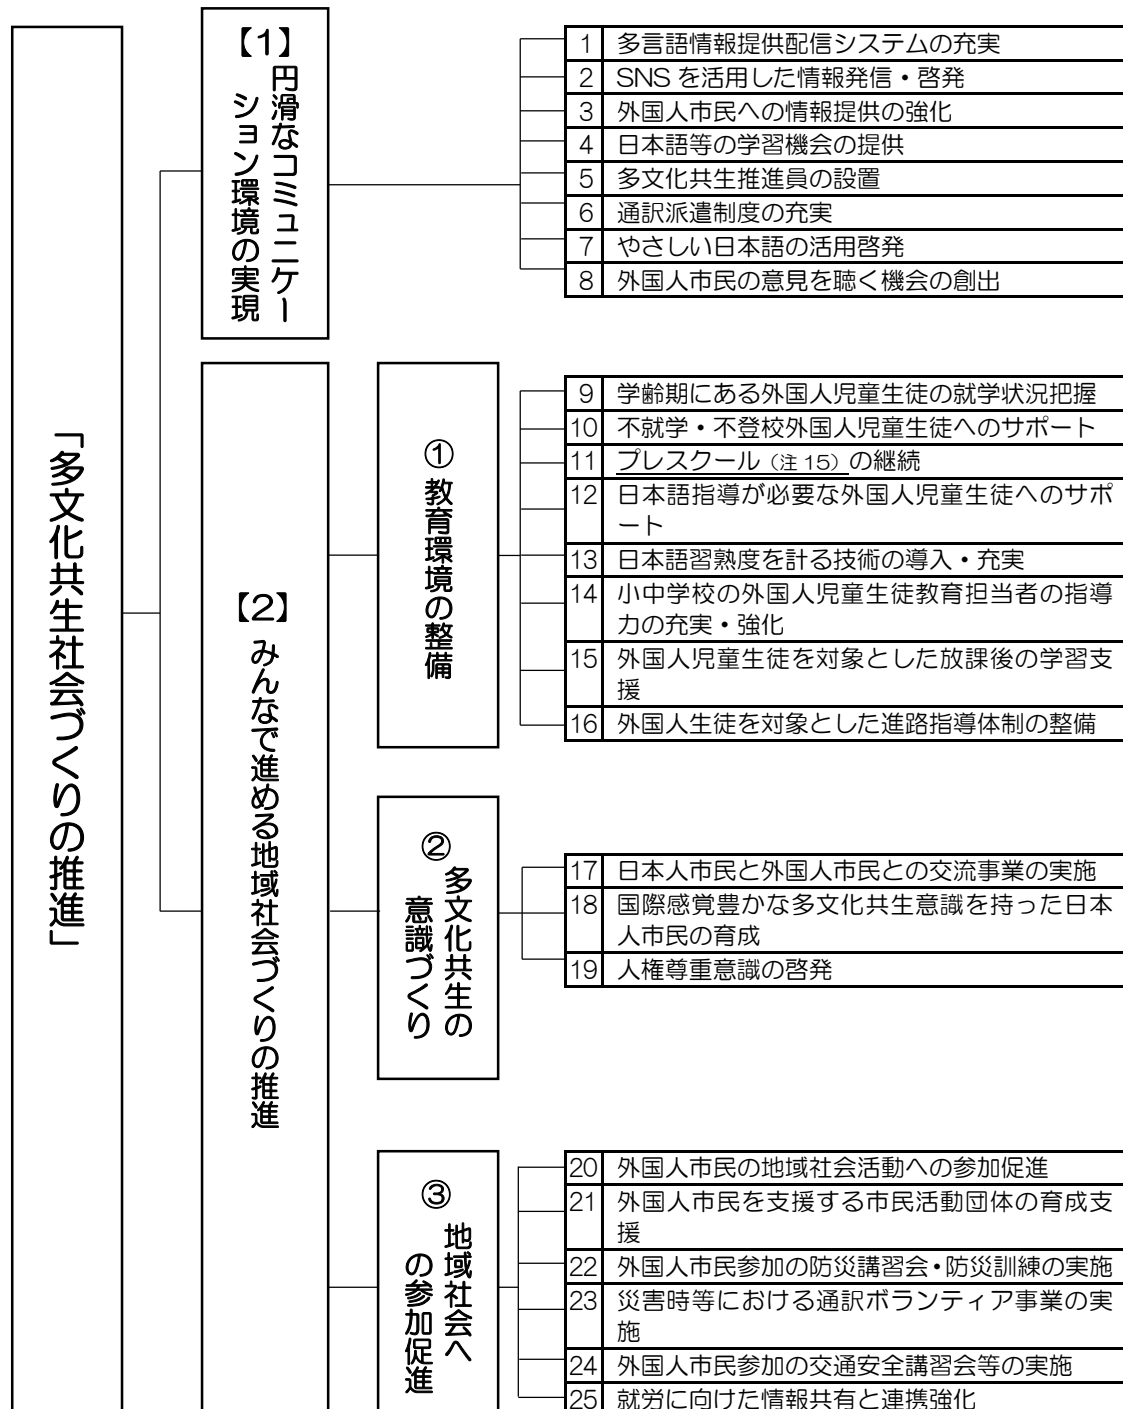 「多文化共生社会づくりの推進」
【1】
円滑なコミュニケー
ション環境の実現
1 多言語情報提供配信システムの充実
2 SNS を活用した情報発信・啓発
3 外国人市民への情報提供の強化
4 日本語等の学習機会の提供
5 多文化共生推進員の設置
6 通訳派遣制度の充実
7 やさしい日本語の活用啓発
8 外国人市民の意見を聴く機会の創出
【2】
みんなで進める地域社会づくりの推進
① 教育環境の整備
9 学齢期にある外国人児童生徒の就学状況把握
10 不就学・不登校外国人児童生徒へのサポート
11 プレスクール（注 15）の継続
12 日本語指導が必要な外国人児童生徒へのサポ
ート
13 日本語習熟度を計る技術の導入・充実
14 小中学校の外国人児童生徒教育担当者の指導
力の充実・強化
15 外国人児童生徒を対象とした放課後の学習支
援
16 外国人生徒を対象とした進路指導体制の整備
②
多文化共生の
意識づくり
17 日本人市民と外国人市民との交流事業の実施
18 国際感覚豊かな多文化共生意識を持った日本
人市民の育成
19 人権尊重意識の啓発
③
地域社会へ
の参加促進
20 外国人市民の地域社会活動への参加促進
21 外国人市民を支援する市民活動団体の育成支
援
22 外国人市民参加の防災講習会・防災訓練の実施
23 災害時等における通訳ボランティア事業の実
施
24 外国人市民参加の交通安全講習会等の実施
25 就労に向けた情報共有と連携強化